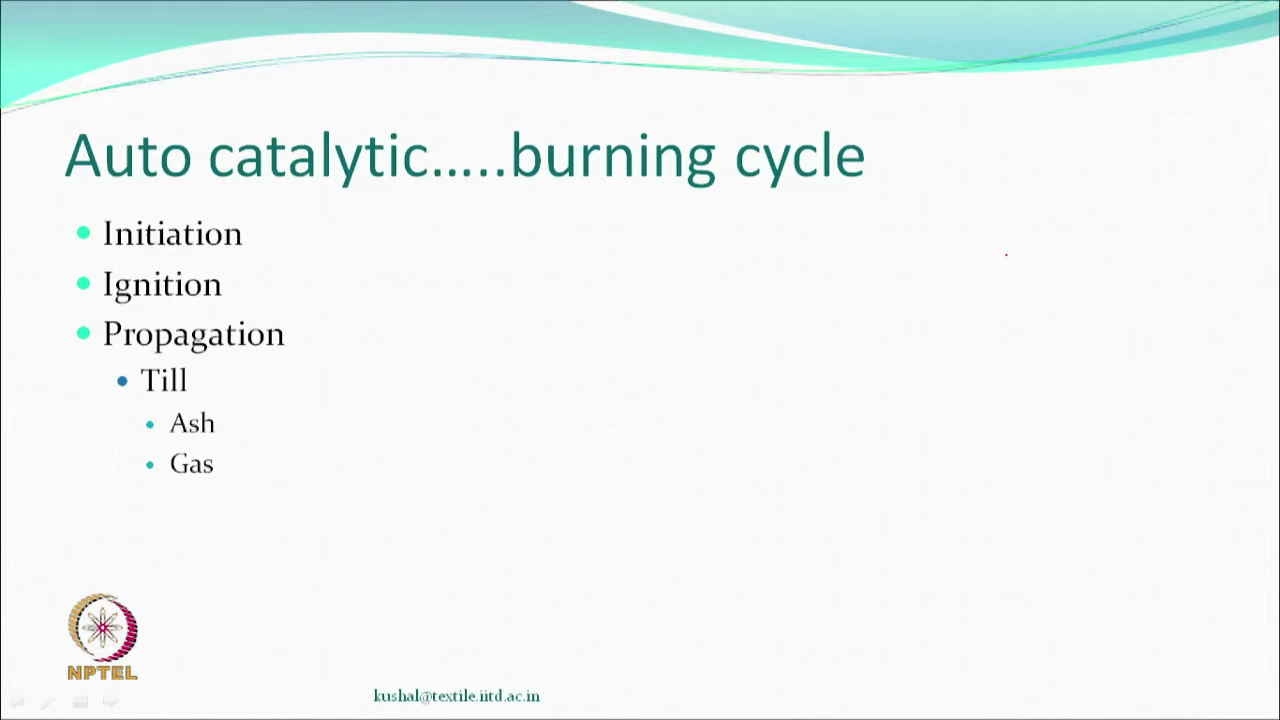 Auto catalytic…..burning cycle
Initiation
Ignition
Propagation
Till
Ash
Gas
NPTEL
kushal@textile.iitd.ac.in